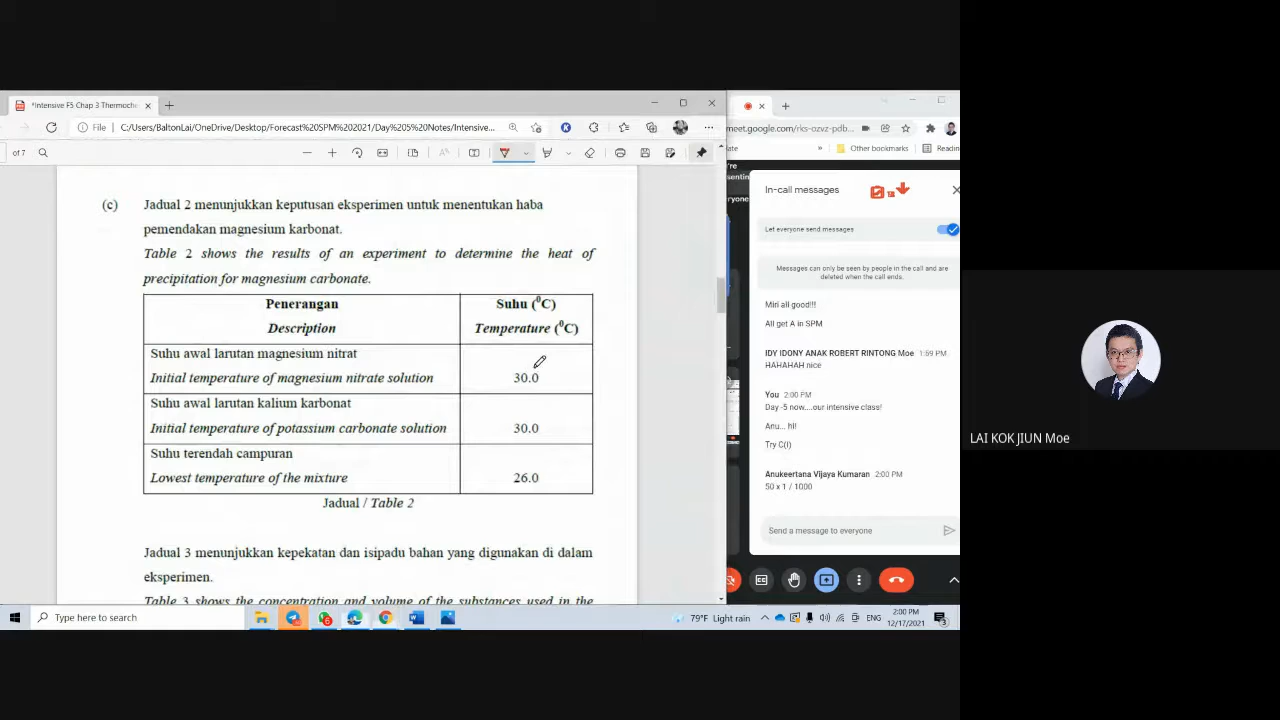 *Intensive F5 Chap 3 Thermoche
File
C:/Users/BaltonLai/OneDrive/Desktop/Forecast%20SPM%202021/Day%205%20Notes/Intensive...
of 7
(c) Jadual 2 menunjukkan keputusan eksperimen untuk menentukan haba
pemendakan magnesium karbonat.
Table 2 shows the results of an experiment to determine the heat of
precipitation for magnesium carbonate.
Penerangan
Description
Suhu (⁰C)
Temperature (⁰C)
Suhu awal larutan magnesium nitrat
Initial temperature of magnesium nitrate solution 30.0
Suhu awal larutan kalium karbonat
Initial temperature of potassium carbonate solution 30.0
Suhu terendah campuran
Lowest temperature of the mixture 26.0
Jadual / Table 2
Jadual 3 menunjukkan kepekatan dan isipadu bahan yang digunakan di dalam
eksperimen.
Table 3 shows the concentration and volume of the substances used in the
meet.google.com/rks-ozvz-pdb...
Other bookmarks
Readin
In-call messages
Let everyone send messages
Messages can only be seen by people in the call and are
deleted when the call ends.
Miri all good!!!
All get A in SPM
IDY IDONY ANAK ROBERT RINTONG Moe 1:59 PM
HAHAHAH nice
You 2:00 PM
Day -5 now....our intensive class!
Anu... hi!
Try C(I)
Anukeertana Vijaya Kumaran 2:00 PM
50 x 1 / 1000
Send a message to everyone
LAI KOK JIUN Moe
Type here to search
79°F Light rain
ENG
2:00 PM
12/17/2021